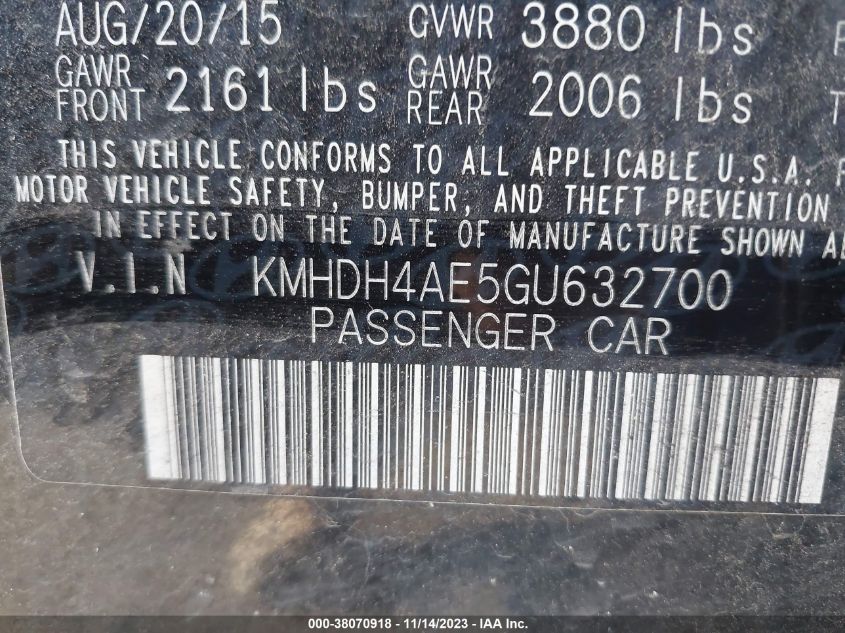 AUG/20/15 GVWR 3880 lbs
GAWR FRONT 2161 lbs GAWR REAR 2006 lbs
THIS VEHICLE CONFORMS TO ALL APPLICABLE U.S.A.
MOTOR VEHICLE SAFETY, BUMPER, AND THEFT PREVENTION
IN EFFECT ON THE DATE OF MANUFACTURE SHOWN
V.I.N KMHDH4AE5GU632700
PASSENGER CAR
000-38070918 - 11/14/2023 - IAA Inc.